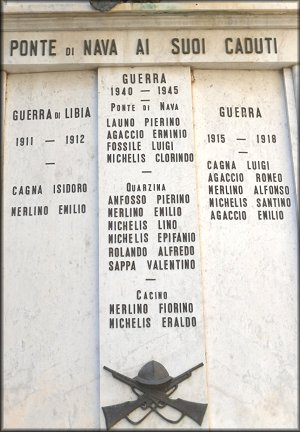 PONTE DI NAVA AI SUOI CADUTI
GUERRA DI LIBIA
1911 — 1912
—
CAGNA ISIDORO
NERLINO EMILIO
GUERRA
1940 — 1945
PONTE DI NAVA
LAUNO PIERINO
AGACCIO ERMINIO
FOSSILE LUIGI
MICHELIS CLORINDO
—
QUARZINA
ANFOSSO PIERINO
NERLINO EMILIO
MICHELIS LINO
MICHELIS EPIFANIO
ROLANDO ALFREDO
SAPPA VALENTINO
—
CACINO
MERLINO FIORINO
MICHELIS ERALDO
GUERRA
1915 — 1918
—
CAGNA LUIGI
AGACCIO ROMEO
NERLINO ALFONSO
MICHELIS SANTINO
AGACCIO EMILIO